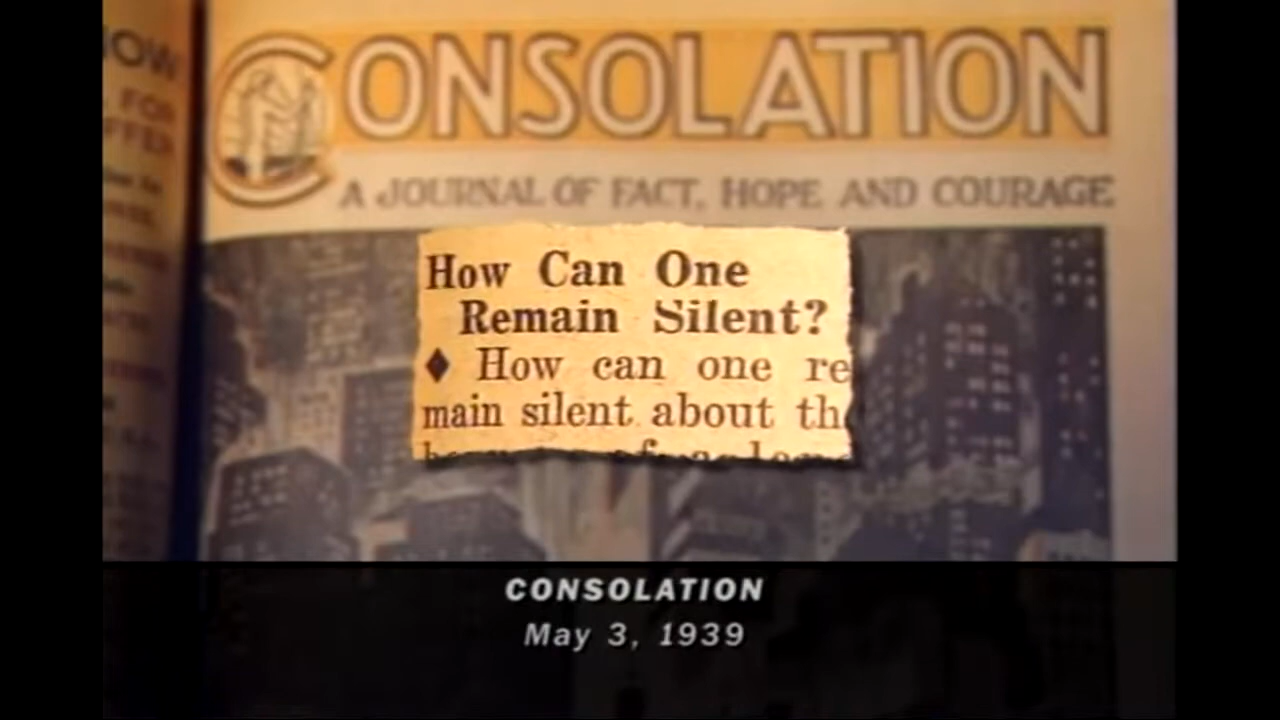 CONSOLATION
A JOURNAL OF FACT, HOPE AND COURAGE
How Can One
Remain Silent?
♦ How can one re
main silent about th
CONSOLATION
May 3, 1939